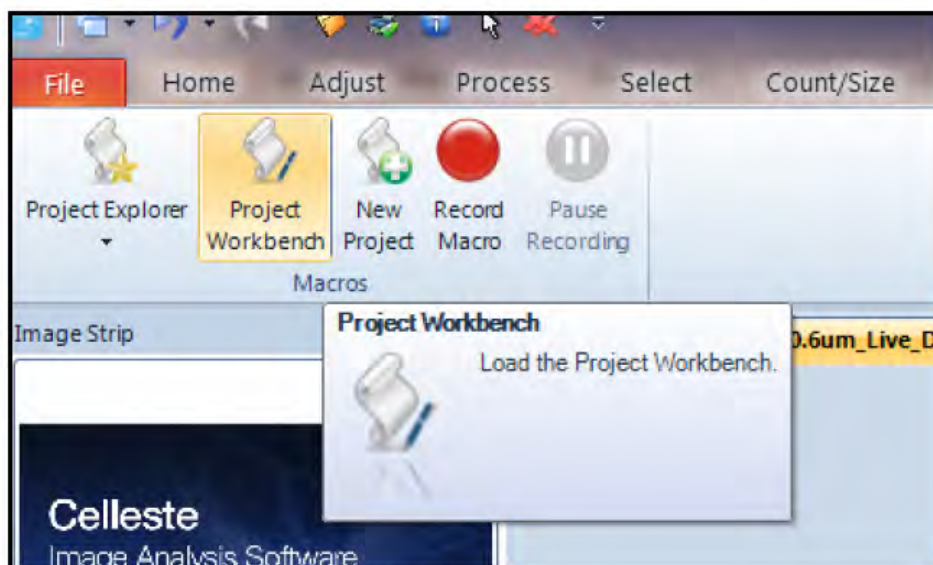 File Home Adjust Process Select Count/Size
Project Explorer Project Workbench New Project Record Macro Pause Recording
Macros
Image Strip
Project Workbench
0.6um_Live_D
Load the Project Workbench.
Celleste
Image Analysis Software